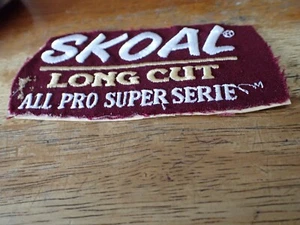 SKOAL®
LONG CUT
ALL PRO SUPER SERIE